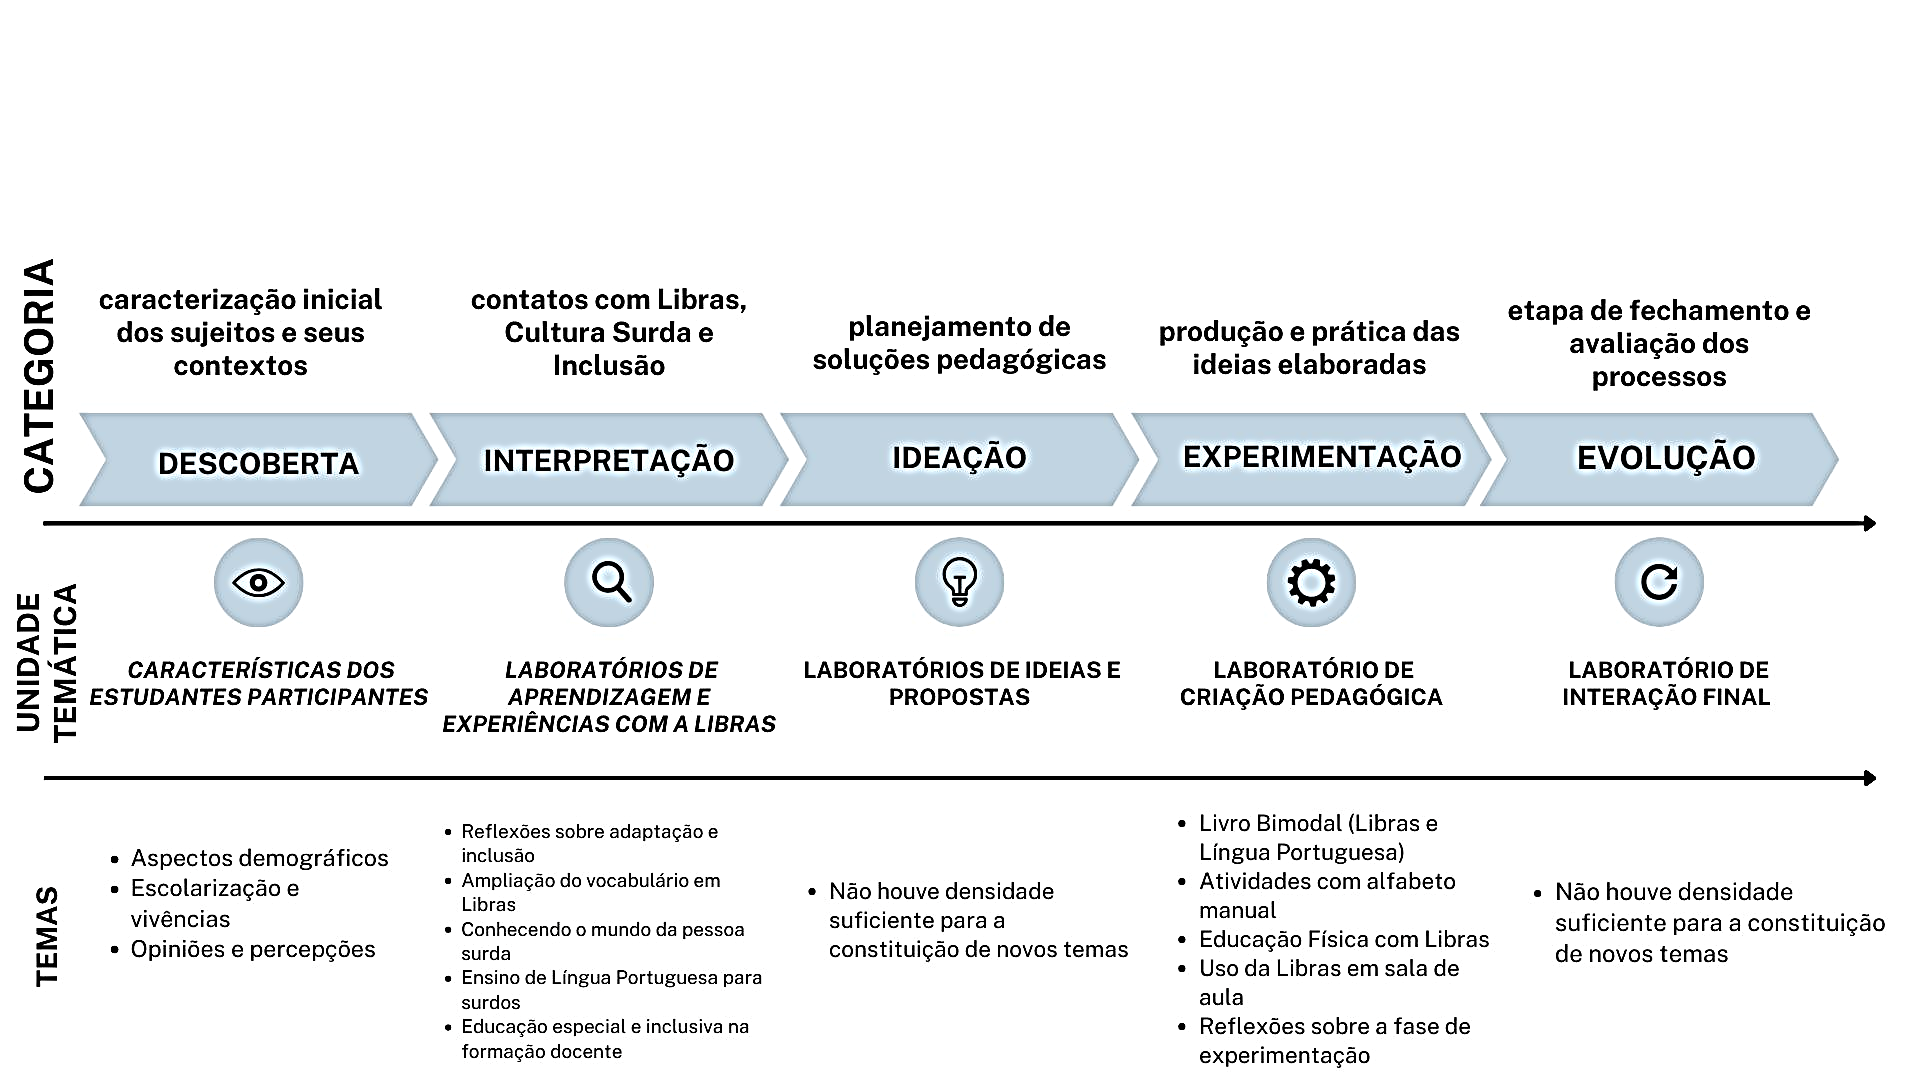 CATEGORIA
caracterização inicial
dos sujeitos e seus
contextos
contatos com Libras,
Cultura Surda e
Inclusão
planejamento de
soluções pedagógicas
produção e prática das
ideias elaboradas
etapa de fechamento e
avaliação dos
processos
DESCOBERTA
INTERPRETAÇÃO
IDEAÇÃO
EXPERIMENTAÇÃO
EVOLUÇÃO
UNIDADE
TEMÁTICA
CARACTERÍSTICAS DOS
ESTUDANTES PARTICIPANTES
LABORATÓRIOS DE
APRENDIZAGEM E
EXPERIÊNCIAS COM A LIBRAS
LABORATÓRIOS DE IDEIAS E
PROPOSTAS
LABORATÓRIO DE
CRIAÇÃO PEDAGÓGICA
LABORATÓRIO DE
INTERAÇÃO FINAL
TEMAS
• Aspectos demográficos
• Escolarização e
vivências
• Opiniões e percepções
• Reflexões sobre adaptação e
inclusão
• Ampliação do vocabulário em
Libras
• Conhecendo o mundo da pessoa
surda
• Ensino de Língua Portuguesa para
surdos
• Educação especial e inclusiva na
formação docente
• Não houve densidade
suficiente para a
constituição de novos temas
• Livro Bimodal (Libras e
Língua Portuguesa)
• Atividades com alfabeto
manual
• Educação Física com Libras
• Uso da Libras em sala de
aula
• Reflexões sobre a fase de
experimentação
• Não houve densidade
suficiente para a constituição
de novos temas